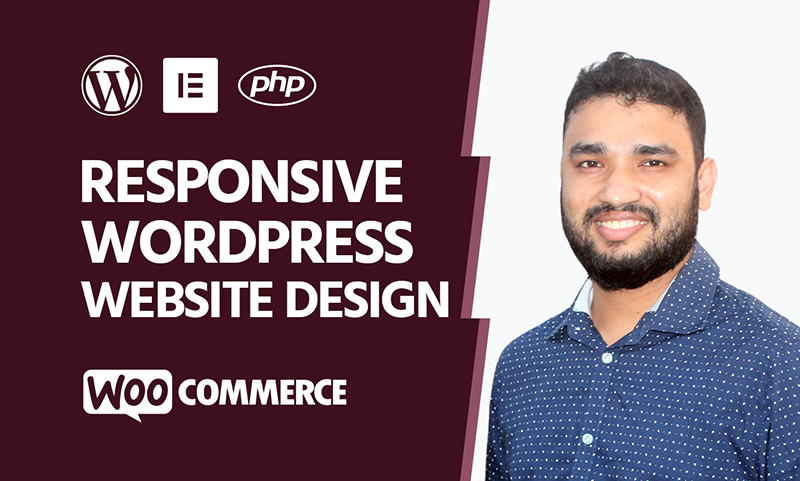 W
E
php
RESPONSIVE
WORDPRESS
WEBSITE DESIGN
WOO COMMERCE